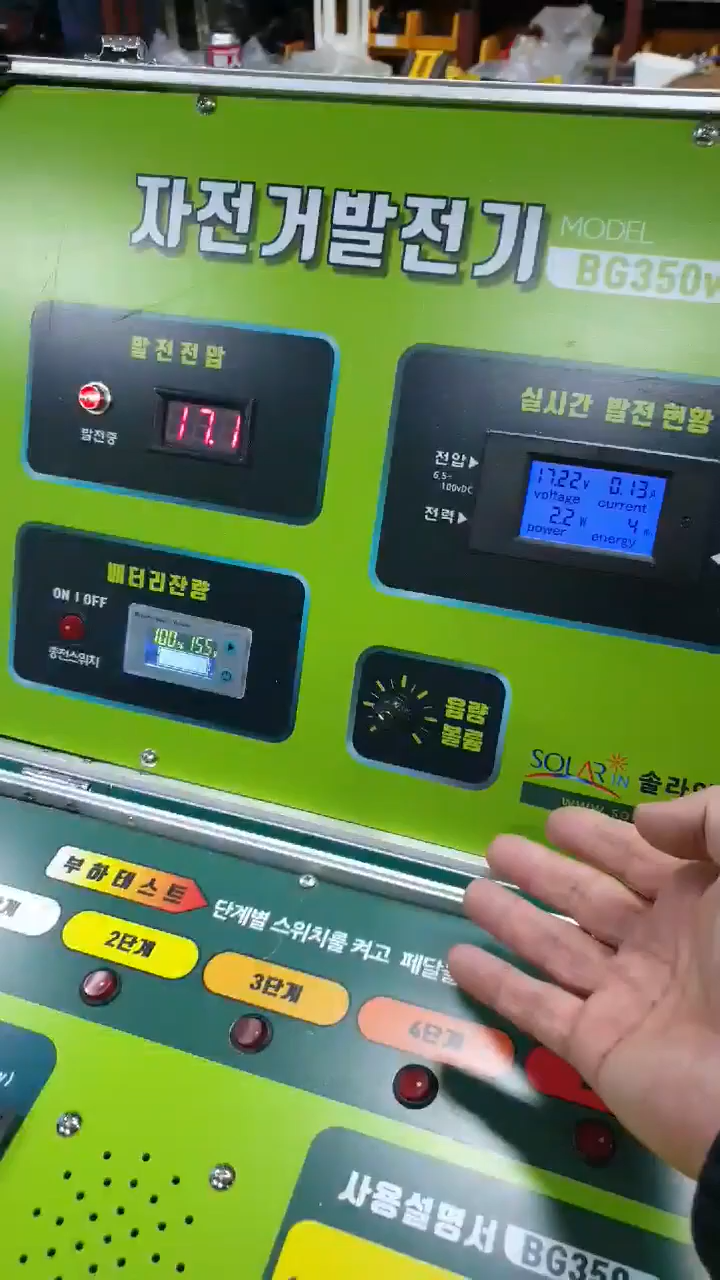 자전거발전기
MODEL
BG350W
발전전압
발전중
17.1
실시간 발전현황
전압▶
6.5~
100vDC
전력▶
17.22V 0.13A
voltage current
2.2W 4
power energy
배터리잔량
ON | OFF
충전스위치
100% 15.5V
음량
볼륨
SOLAR IN 솔라
부하테스트
단계별 스위치를 켜고 페달을
2단계
3단계
4단계
사용설명서 BG350